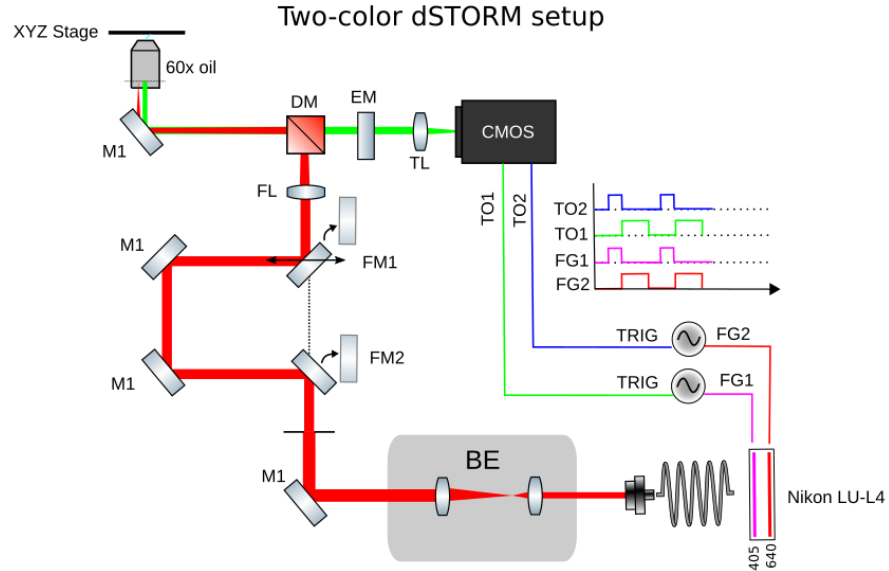 Two-color dSTORM setup
XYZ Stage
60x oil
M1
DM
EM
TL
CMOS
FL
TO1
TO2
TO2
TO1
FG1
FG2
M1
FM1
M1
FM2
TRIG
FG2
TRIG
FG1
M1
BE
Nikon LU-L4
405
640